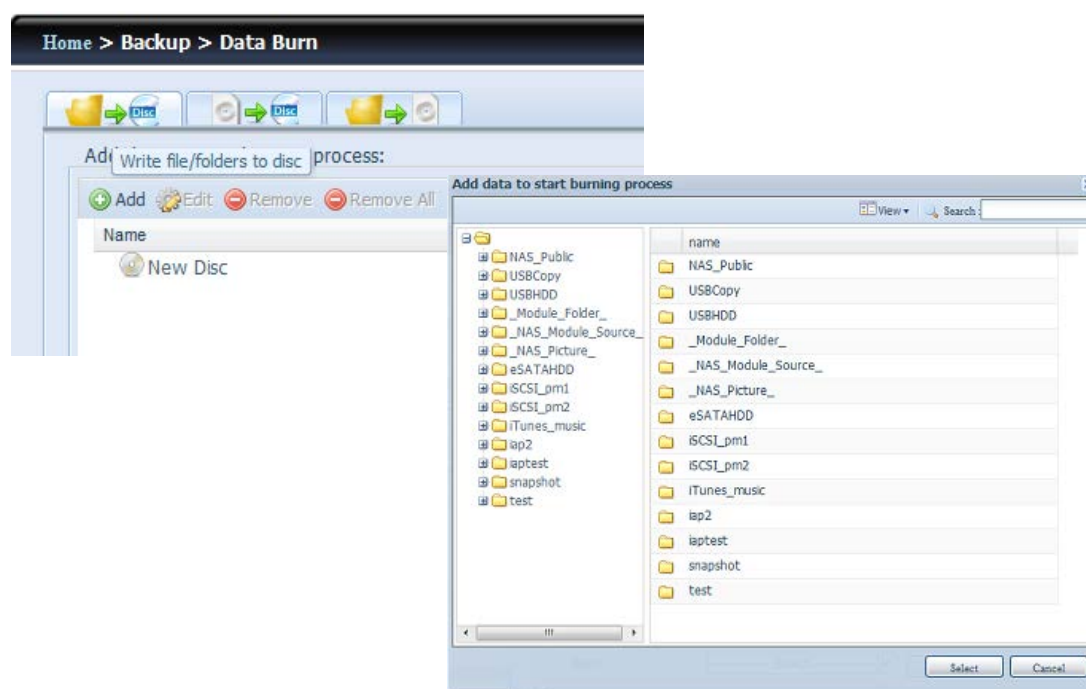 Home > Backup > Data Burn
Disc
Disc
Write file/folders to disc
process:
Add Edit Remove Remove All
Name
New Disc
Add data to start burning process
View Search:
NAS_Public
USBCopy
USBHDD
_Module_Folder_
_NAS_Module_Source_
_NAS_Picture_
eSATAHDD
iSCSI_pm1
iSCSI_pm2
iTunes_music
iap2
iaptest
snapshot
test
name
NAS_Public
USBCopy
USBHDD
_Module_Folder_
_NAS_Module_Source_
_NAS_Picture_
eSATAHDD
iSCSI_pm1
iSCSI_pm2
iTunes_music
iap2
iaptest
snapshot
test
Select Cancel